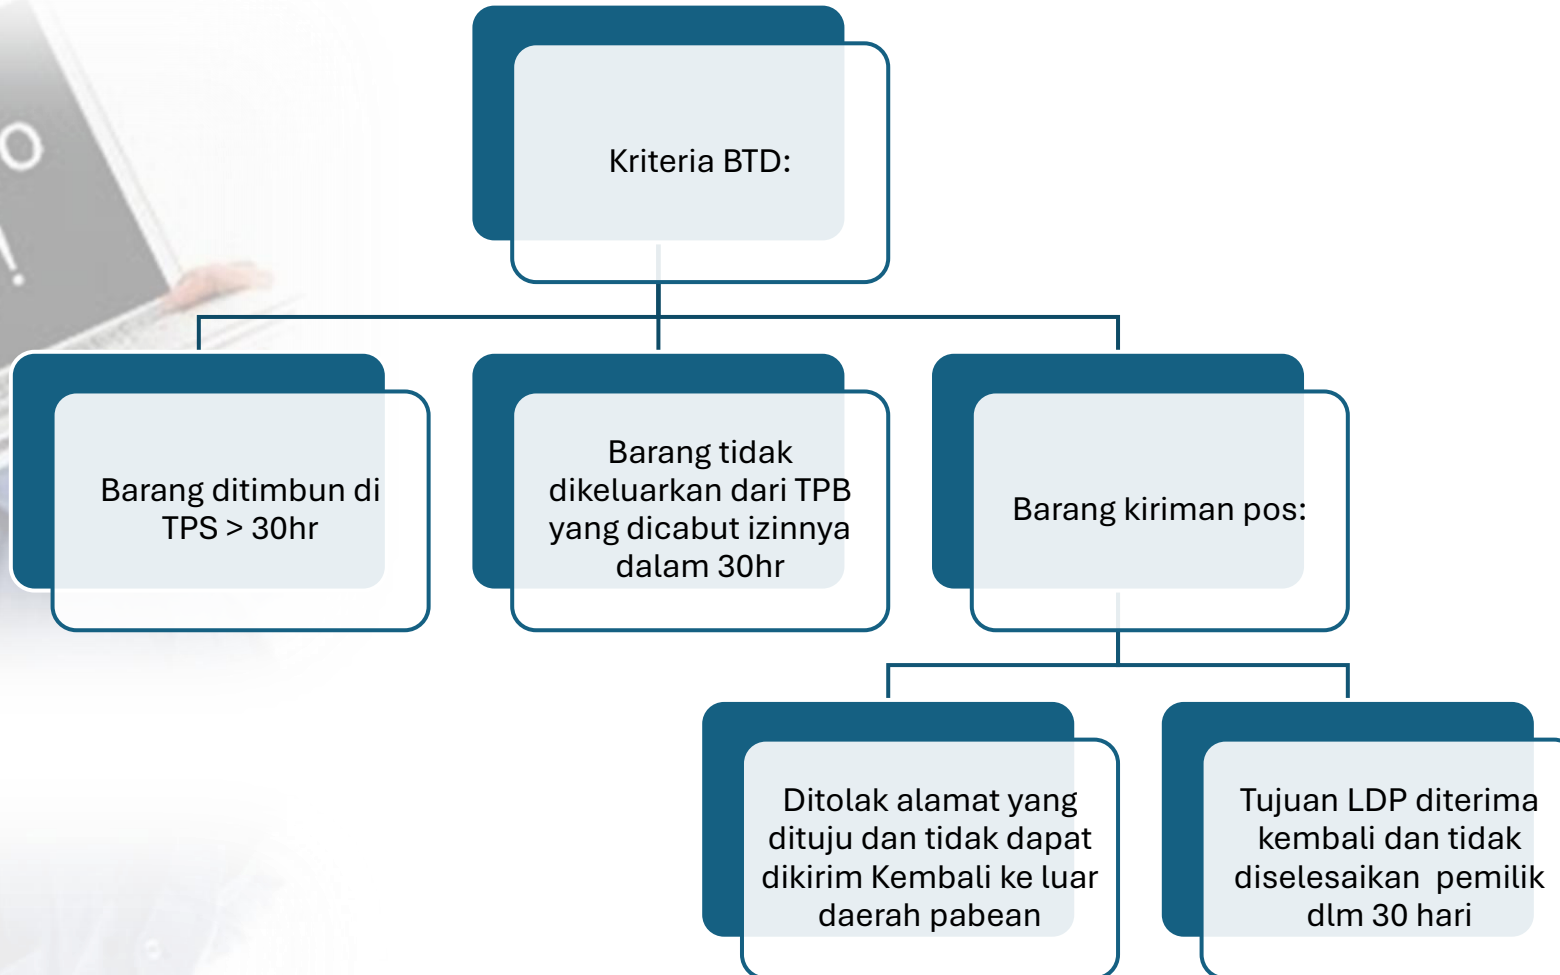 O
!
Kriteria BTD:
Barang ditimbun di
TPS > 30hr
Barang tidak
dikeluarkan dari TPB
yang dicabut izinnya
dalam 30hr
Barang kiriman pos:
Ditolak alamat yang
dituju dan tidak dapat
dikirim Kembali ke luar
daerah pabean
Tujuan LDP diterima
kembali dan tidak
diselesaikan  pemilik
dlm 30 hari